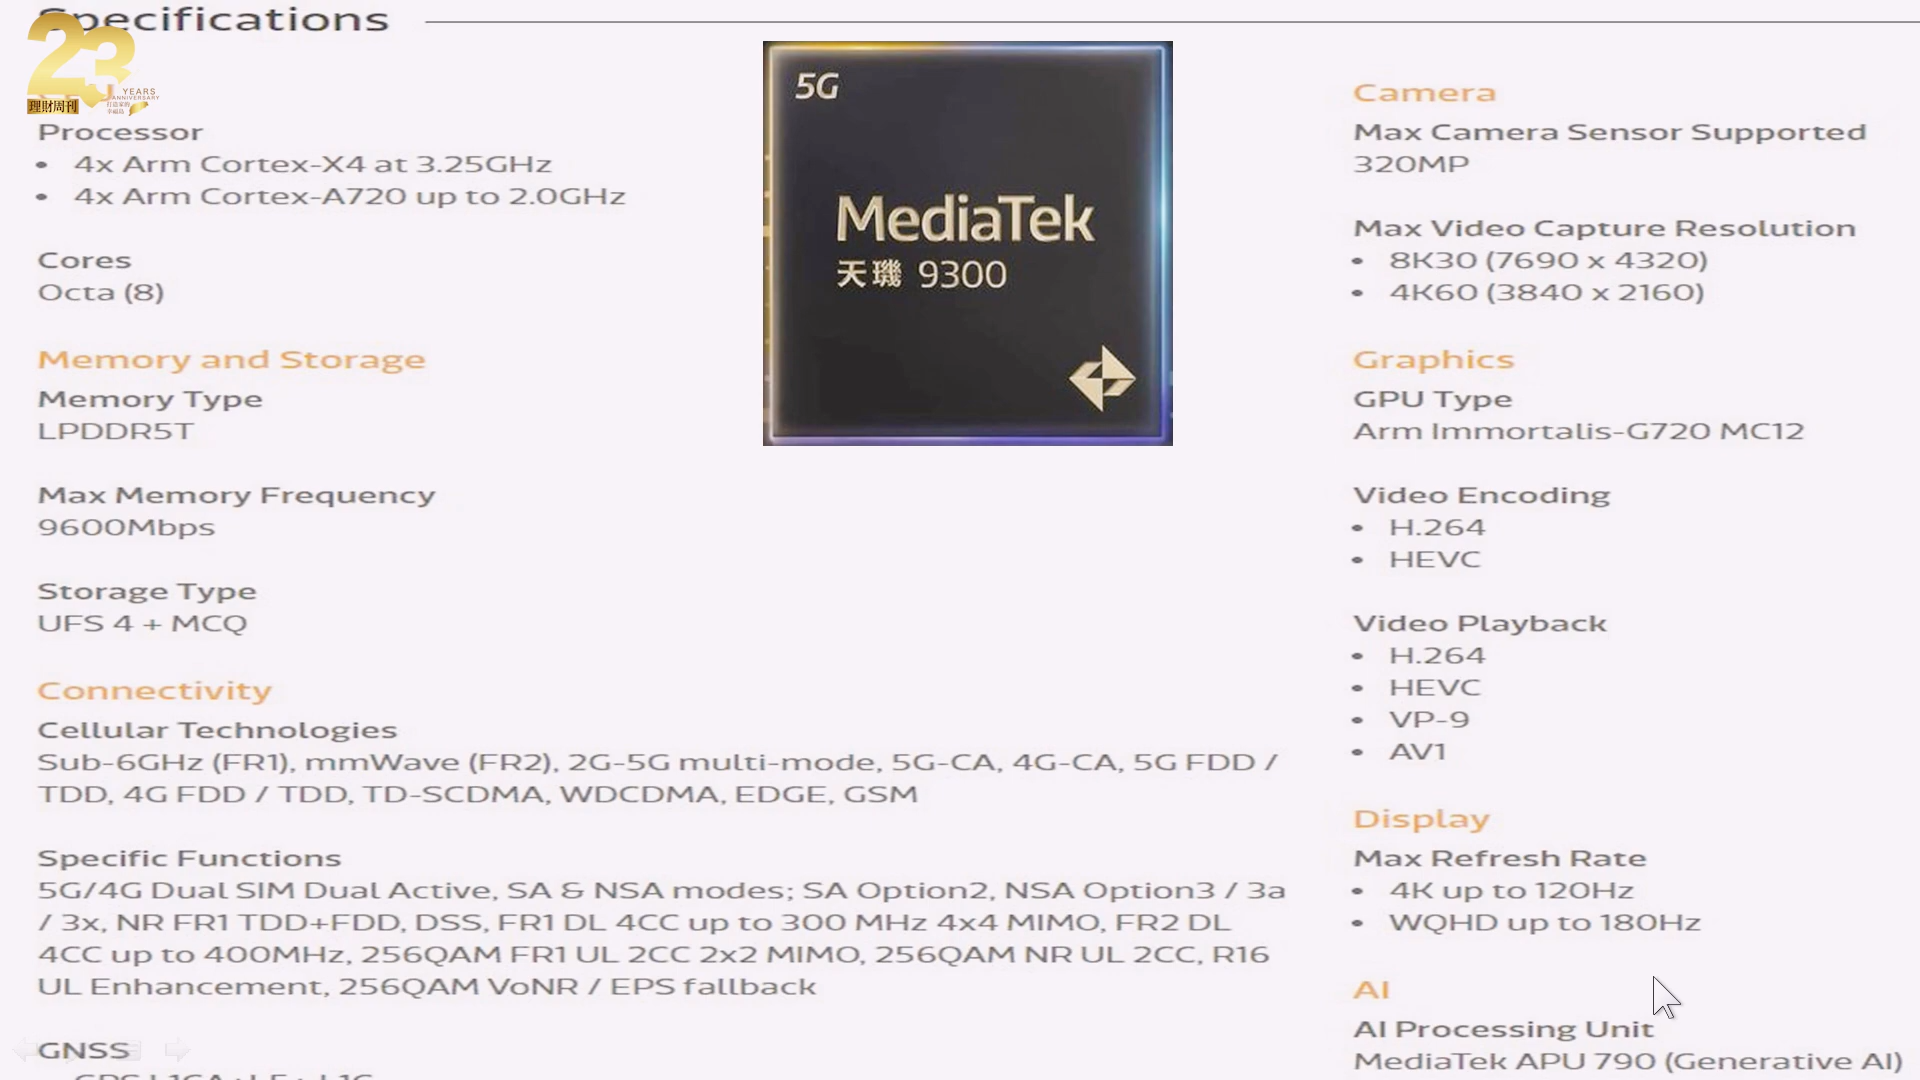 Specifications
23
YEARS
ANNIVERSARY
理財周刊
Processor
• 4x Arm Cortex-X4 at 3.25GHz
• 4x Arm Cortex-A720 up to 2.0GHz
Cores
Octa (8)
Memory and Storage
Memory Type
LPDDR5T
Max Memory Frequency
9600Mbps
Storage Type
UFS 4 + MCQ
Connectivity
Cellular Technologies
Sub-6GHz (FR1), mmWave (FR2), 2G-5G multi-mode, 5G-CA, 4G-CA, 5G FDD /
TDD, 4G FDD / TDD, TD-SCDMA, WDCDMA, EDGE, GSM
Specific Functions
5G/4G Dual SIM Dual Active, SA & NSA modes; SA Option2, NSA Option3 / 3a
/ 3x, NR FR1 TDD+FDD, DSS, FR1 DL 4CC up to 300 MHz 4x4 MIMO, FR2 DL
4CC up to 400MHz, 256QAM FR1 UL 2CC 2x2 MIMO, 256QAM NR UL 2CC, R16
UL Enhancement, 256QAM VoNR / EPS fallback
GNSS
5G
MediaTek
天璣 9300
Camera
Max Camera Sensor Supported
320MP
Max Video Capture Resolution
• 8K30 (7690 x 4320)
• 4K60 (3840 x 2160)
Graphics
GPU Type
Arm Immortalis-G720 MC12
Video Encoding
• H.264
• HEVC
Video Playback
• H.264
• HEVC
• VP-9
• AV1
Display
Max Refresh Rate
• 4K up to 120Hz
• WQHD up to 180Hz
AI
AI Processing Unit
MediaTek APU 790 (Generative AI)